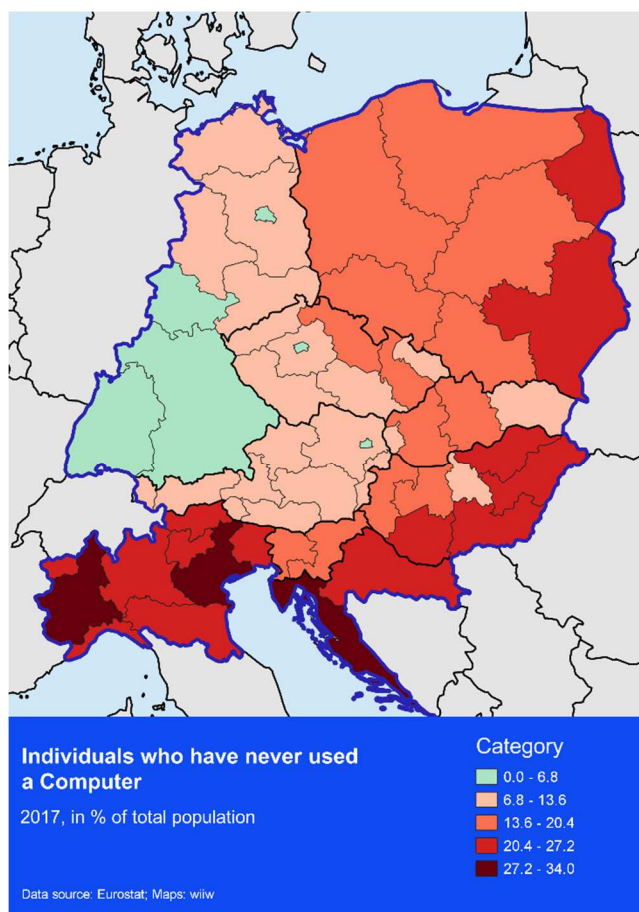 Individuals who have never used
a Computer
2017, in % of total population
Data source: Eurostat; Maps: wiiw
Category
0.0 - 6.8
6.8 - 13.6
13.6 - 20.4
20.4 - 27.2
27.2 - 34.0